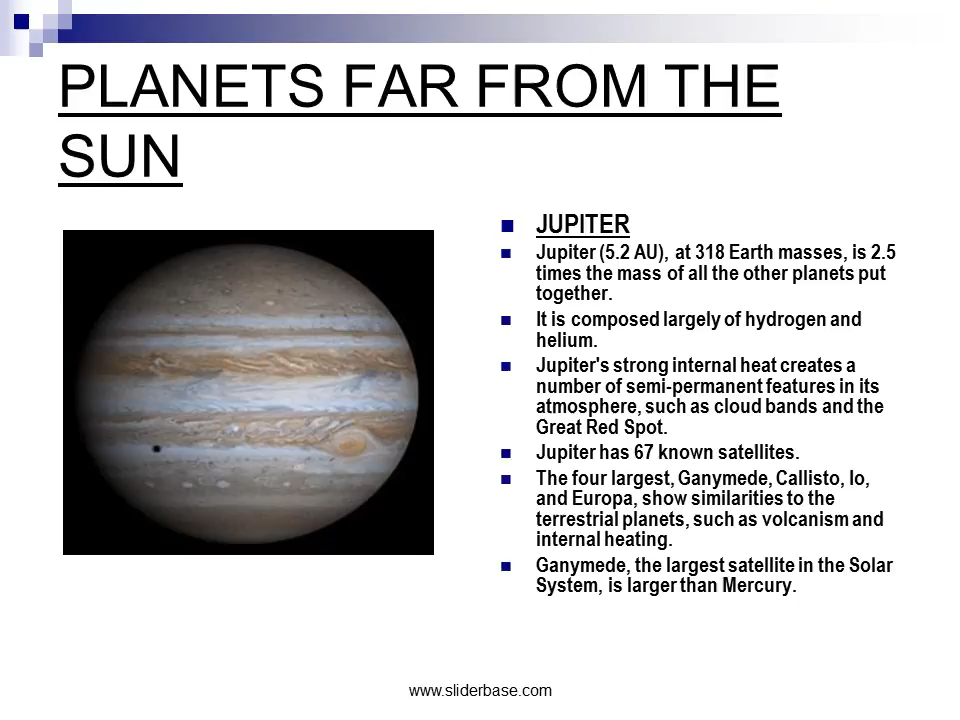 PLANETS FAR FROM THE
SUN
JUPITER
Jupiter (5.2 AU), at 318 Earth masses, is 2.5
times the mass of all the other planets put
together.
It is composed largely of hydrogen and
helium.
Jupiter's strong internal heat creates a
number of semi-permanent features in its
atmosphere, such as cloud bands and the
Great Red Spot.
Jupiter has 67 known satellites.
The four largest, Ganymede, Callisto, Io,
and Europa, show similarities to the
terrestrial planets, such as volcanism and
internal heating.
Ganymede, the largest satellite in the Solar
System, is larger than Mercury.
www.sliderbase.com